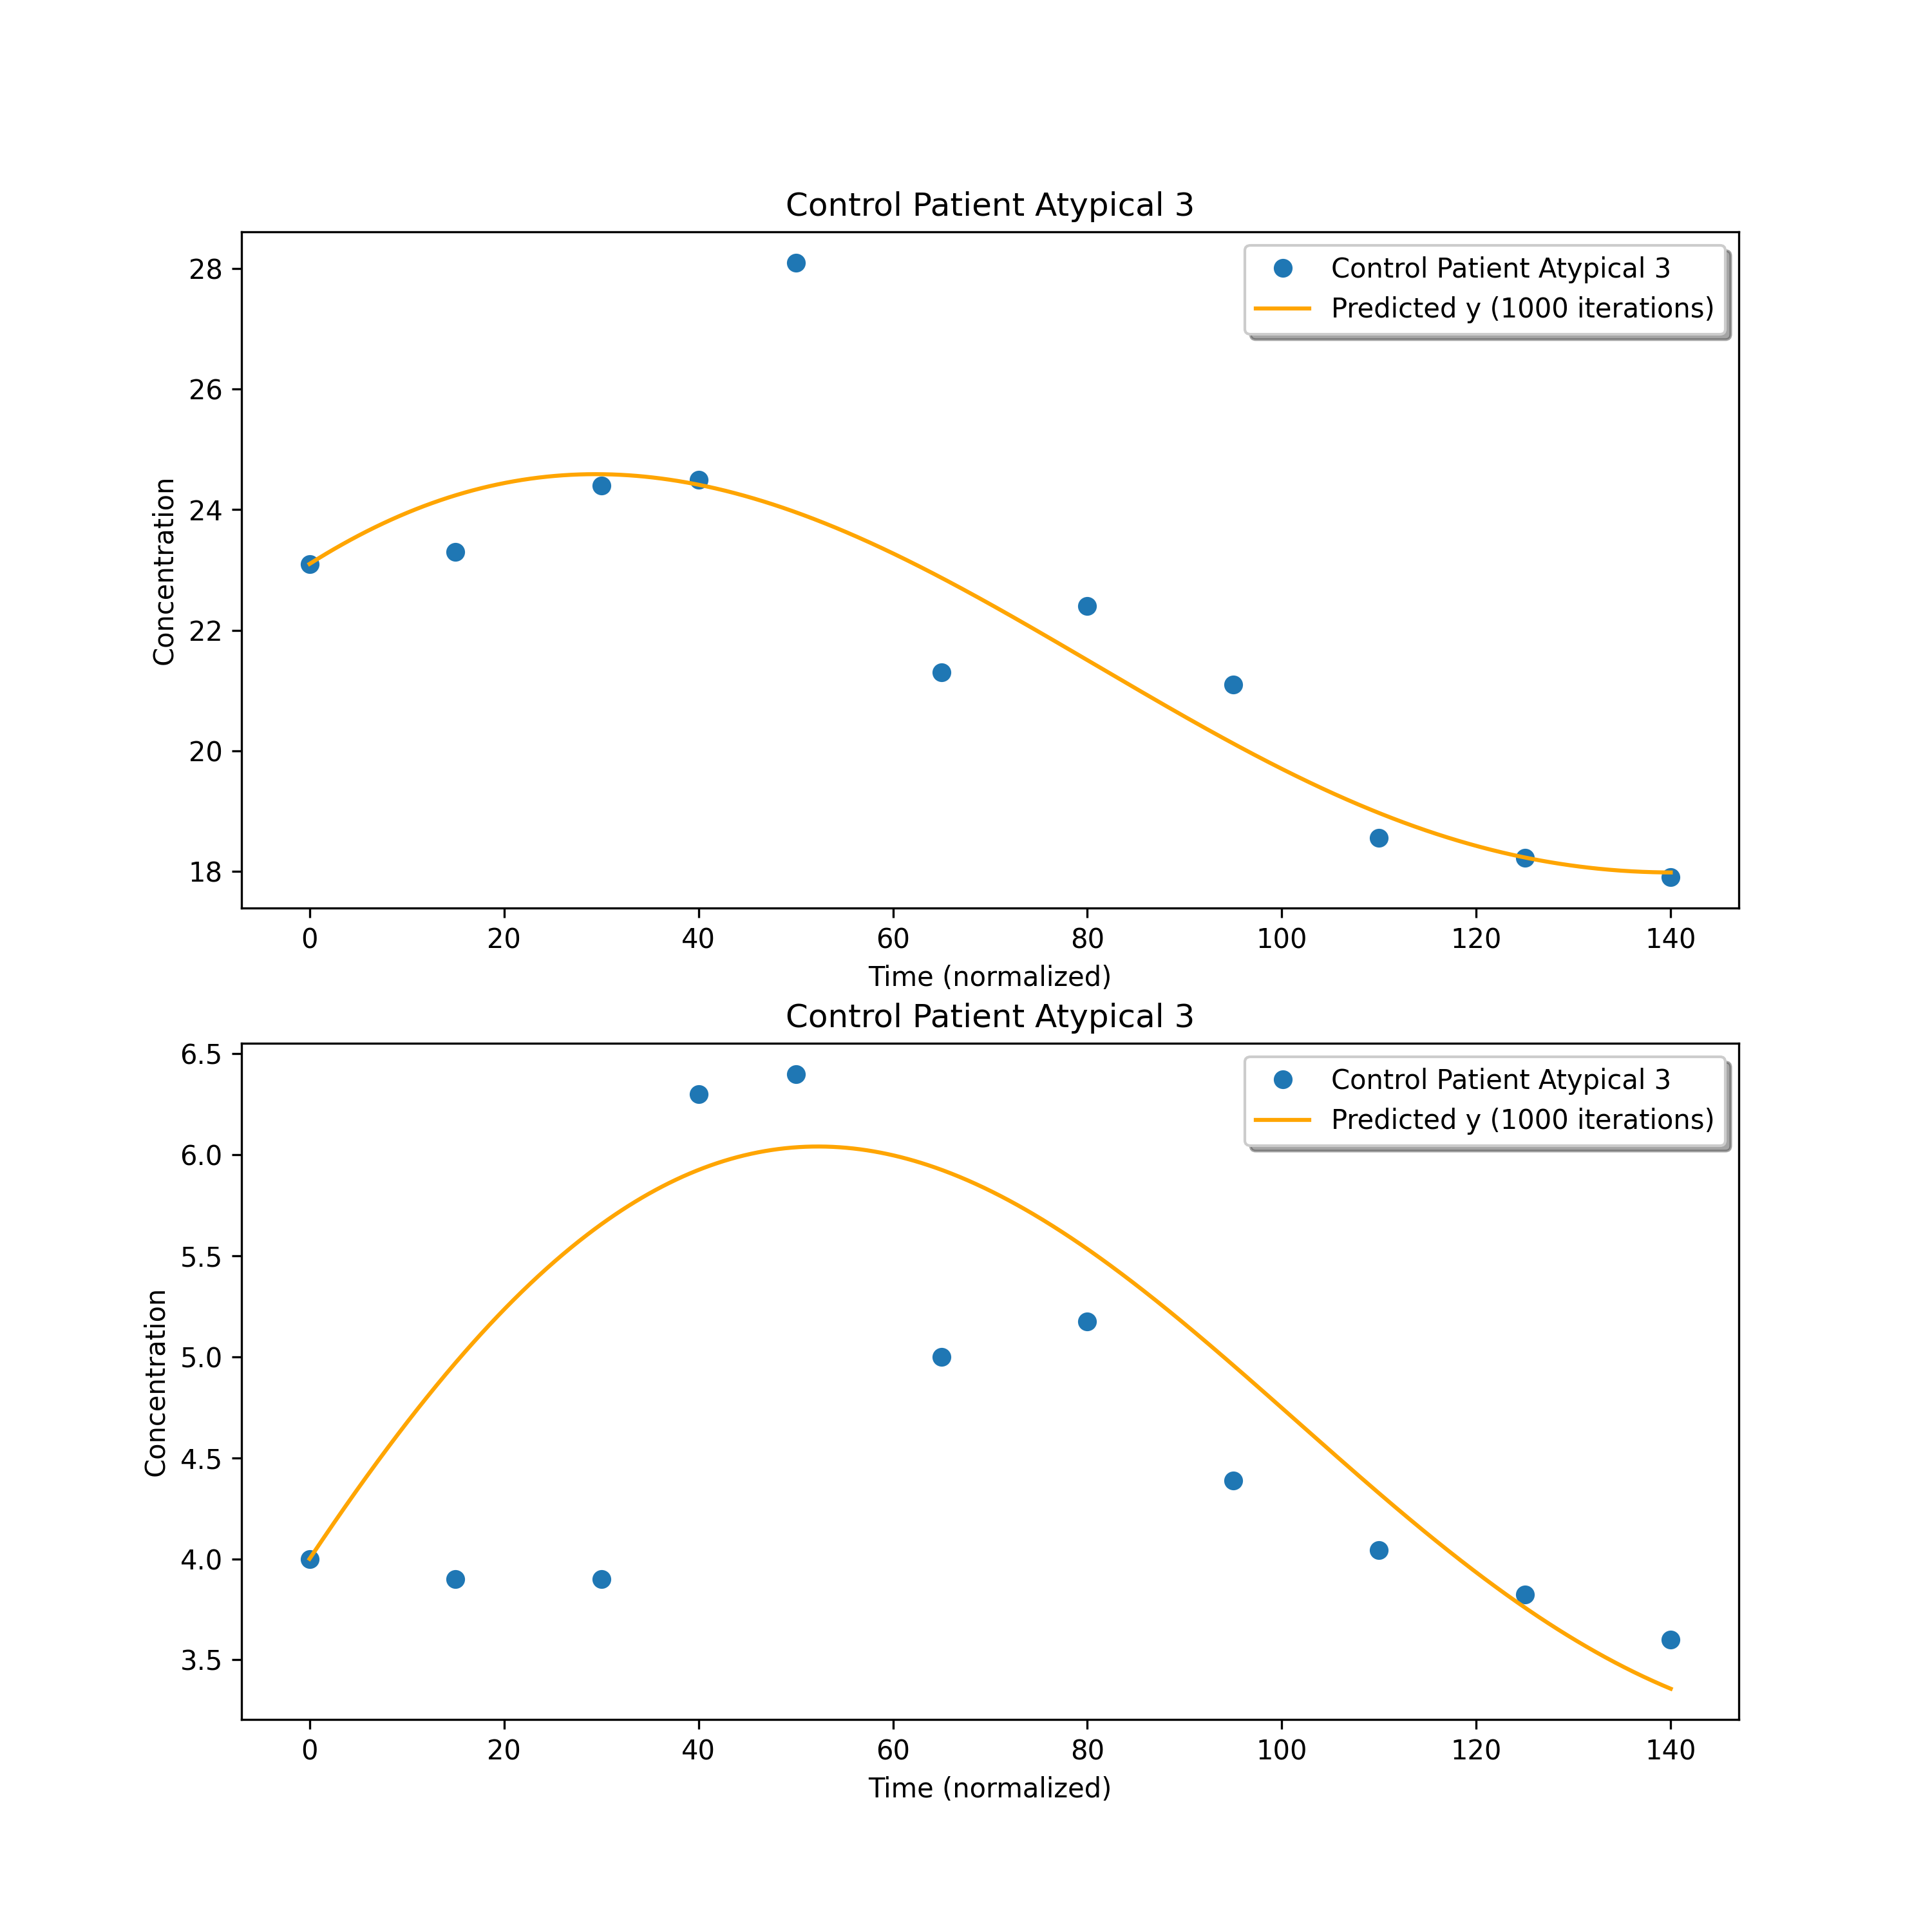 Control Patient Atypical 3
28
26
24
22
20
18
Concentration
Control Patient Atypical 3
Predicted y (1000 iterations)
0 20 40 60 80 100 120 140
Time (normalized)
Control Patient Atypical 3
6.5
6.0
5.5
5.0
4.5
4.0
3.5
Concentration
Control Patient Atypical 3
Predicted y (1000 iterations)
0 20 40 60 80 100 120 140
Time (normalized)